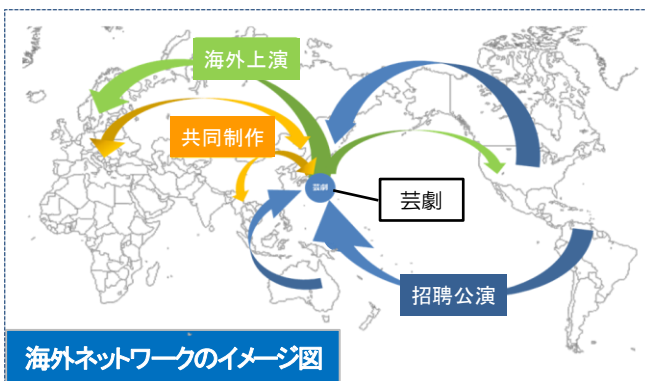 海外上演
共同制作
芸劇
芸劇
招聘公演
海外ネットワークのイメージ図